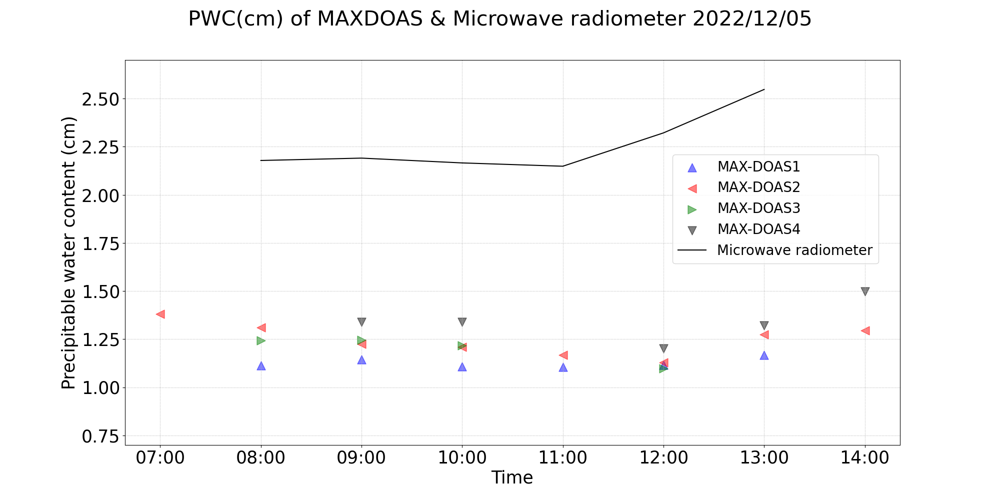 PWC(cm) of MAXDOAS & Microwave radiometer 2022/12/05
Precipitable water content (cm)
2.50
2.25
2.00
1.75
1.50
1.25
1.00
0.75
MAX-DOAS1
MAX-DOAS2
MAX-DOAS3
MAX-DOAS4
Microwave radiometer
07:00 08:00 09:00 10:00 11:00 12:00 13:00 14:00
Time